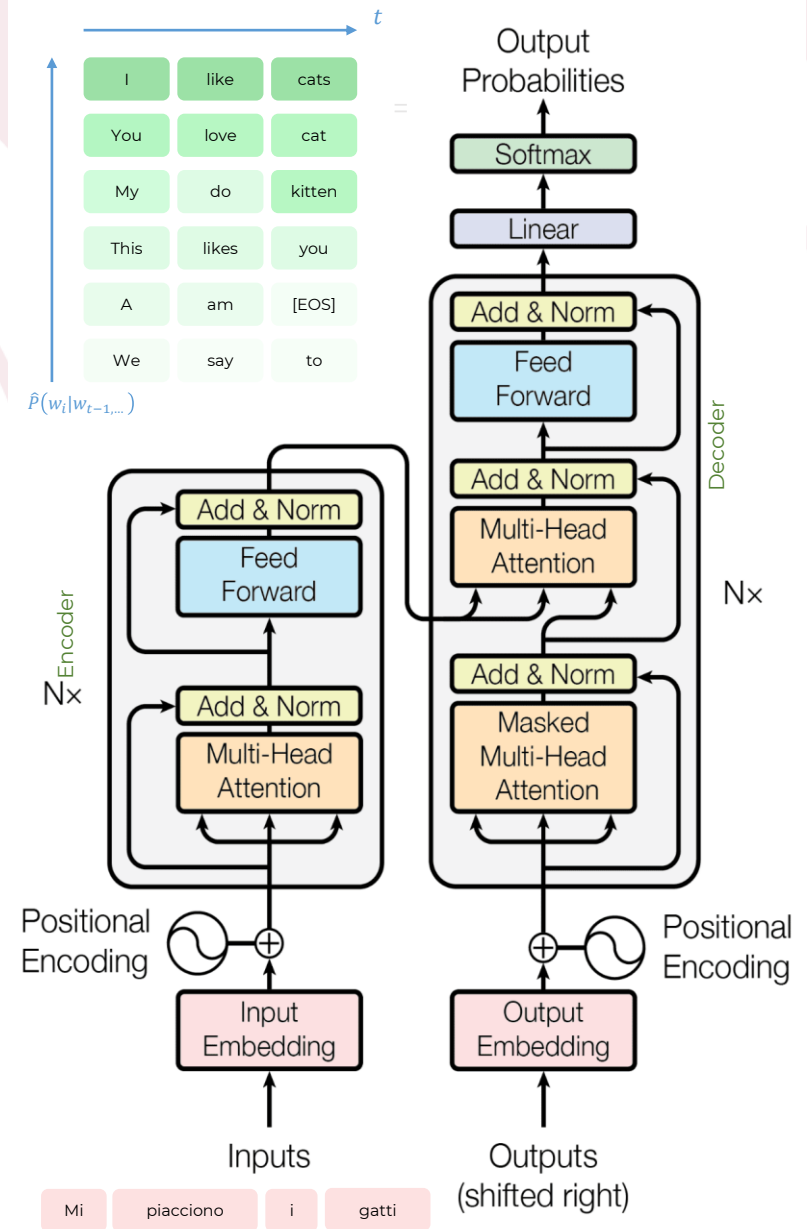 t
I like cats
You love cat
My do kitten
This likes you
A am [EOS]
We say to
P̂(w_i|w_{t−1,...})
=
Output
Probabilities
Softmax
Linear
Add & Norm
Feed
Forward
Add & Norm
Multi-Head
Attention
Add & Norm
Masked
Multi-Head
Attention
Decoder
N×
Add & Norm
Feed
Forward
Add & Norm
Multi-Head
Attention
Encoder
N×
Positional
Encoding
Positional
Encoding
Input
Embedding
Output
Embedding
Inputs
Outputs
(shifted right)
Mi piacciono i gatti